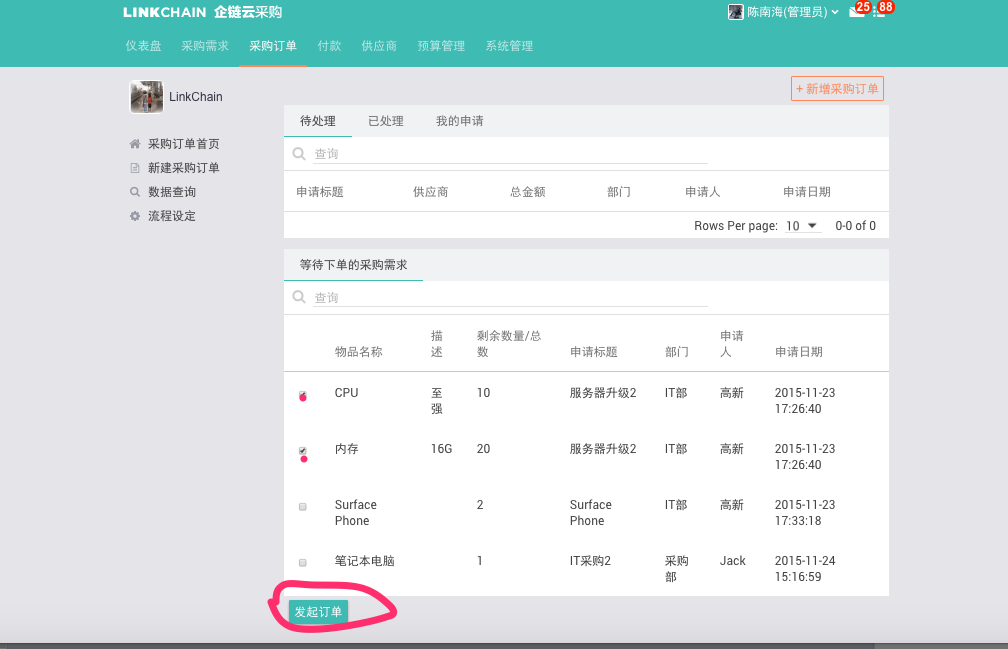 LINKCHAIN 企链云采购
陈南海(管理员)
25
88
仪表盘 采购需求 采购订单 付款 供应商 预算管理 系统管理
LinkChain
+ 新增采购订单
采购订单首页
新建采购订单
数据查询
流程设定
待处理 已处理 我的申请
查询
申请标题 供应商 总金额 部门 申请人 申请日期
Rows Per page: 10 0-0 of 0
等待下单的采购需求
查询
物品名称 描述 剩余数量/总数 申请标题 部门 申请人 申请日期
CPU 至强 10 服务器升级2 IT部 高新 2015-11-23 17:26:40
内存 16G 20 服务器升级2 IT部 高新 2015-11-23 17:26:40
Surface Phone 2 Surface Phone IT部 高新 2015-11-23 17:33:18
笔记本电脑 1 IT采购2 采购部 Jack 2015-11-24 15:16:59
发起订单